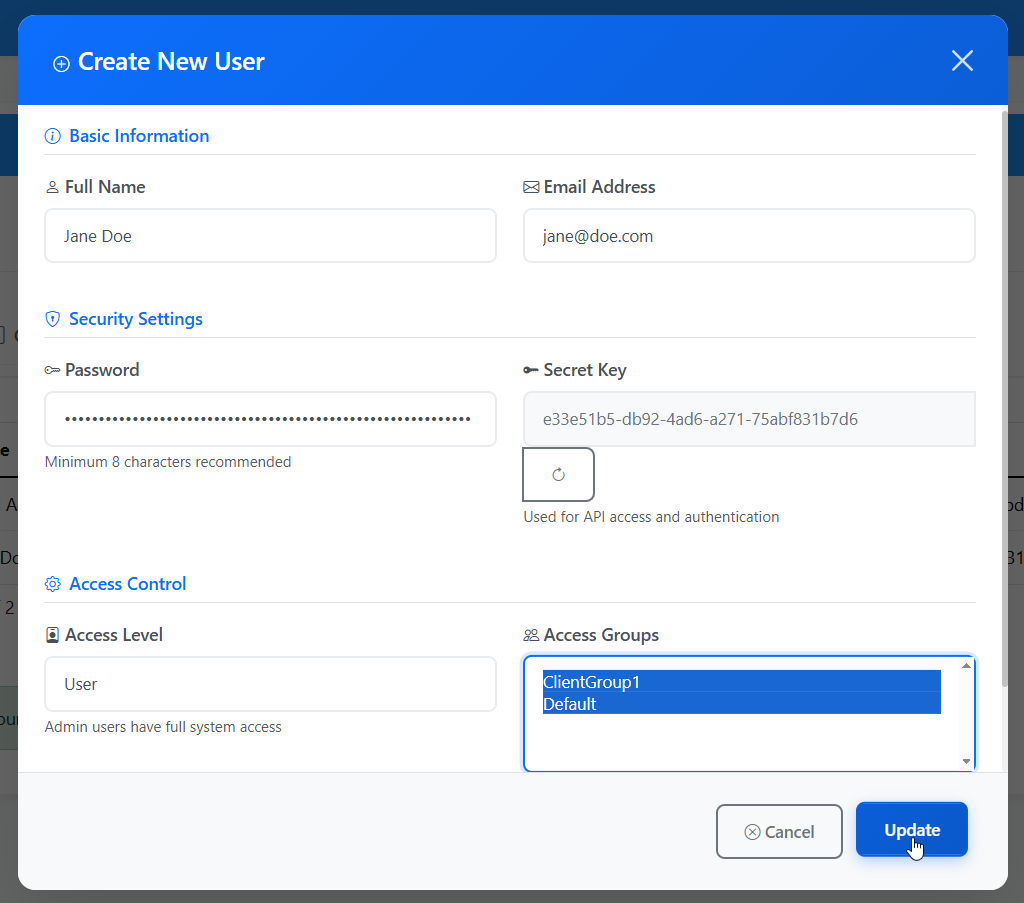 Create New User
Basic Information
Full Name
Email Address
Jane Doe
jane@doe.com
Security Settings
Password
Secret Key
••••••••••••••••••••••••••••••••••••••••••••••••••••••••••••
e33e51b5-db92-4ad6-a271-75abf831b7d6
Minimum 8 characters recommended
Used for API access and authentication
Access Control
Access Level
Access Groups
User
ClientGroup1
Default
Admin users have full system access
Cancel
Update